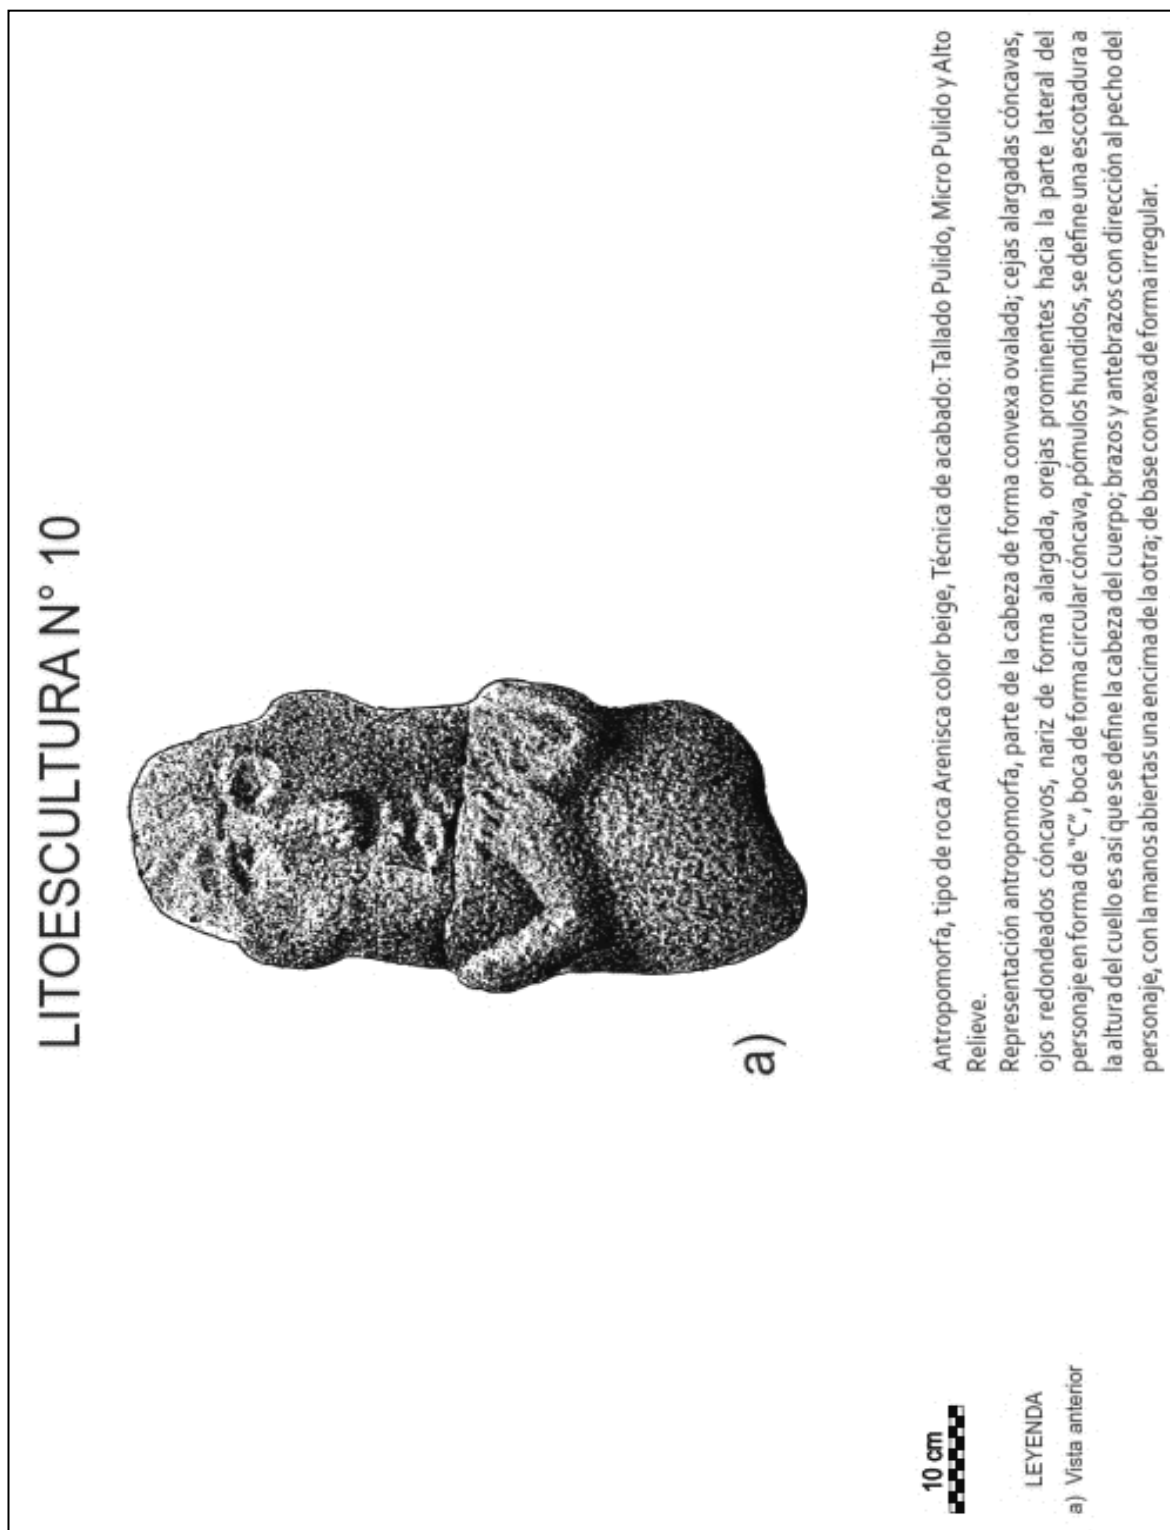 LITOESCULTURA N° 10
a)
Antropomorfa, tipo de roca Arenisca color beige, Técnica de acabado: Tallado Pulido, Micro Pulido y Alto
Relieve.
Representación antropomorfa, parte de la cabeza de forma convexa ovalada; cejas alargadas cóncavas,
ojos redondeados cóncavos, nariz de forma alargada, orejas prominentes hacia la parte lateral del
personaje en forma de "C", boca de forma circular cóncava, pómulos hundidos, se define una escotadura a
la altura del cuello es así que se define la cabeza del cuerpo; brazos y antebrazos con dirección al pecho del
personaje, con la manos abiertas una encima de la otra; de base convexa de forma irregular.
10 cm
LEYENDA
a) Vista anterior